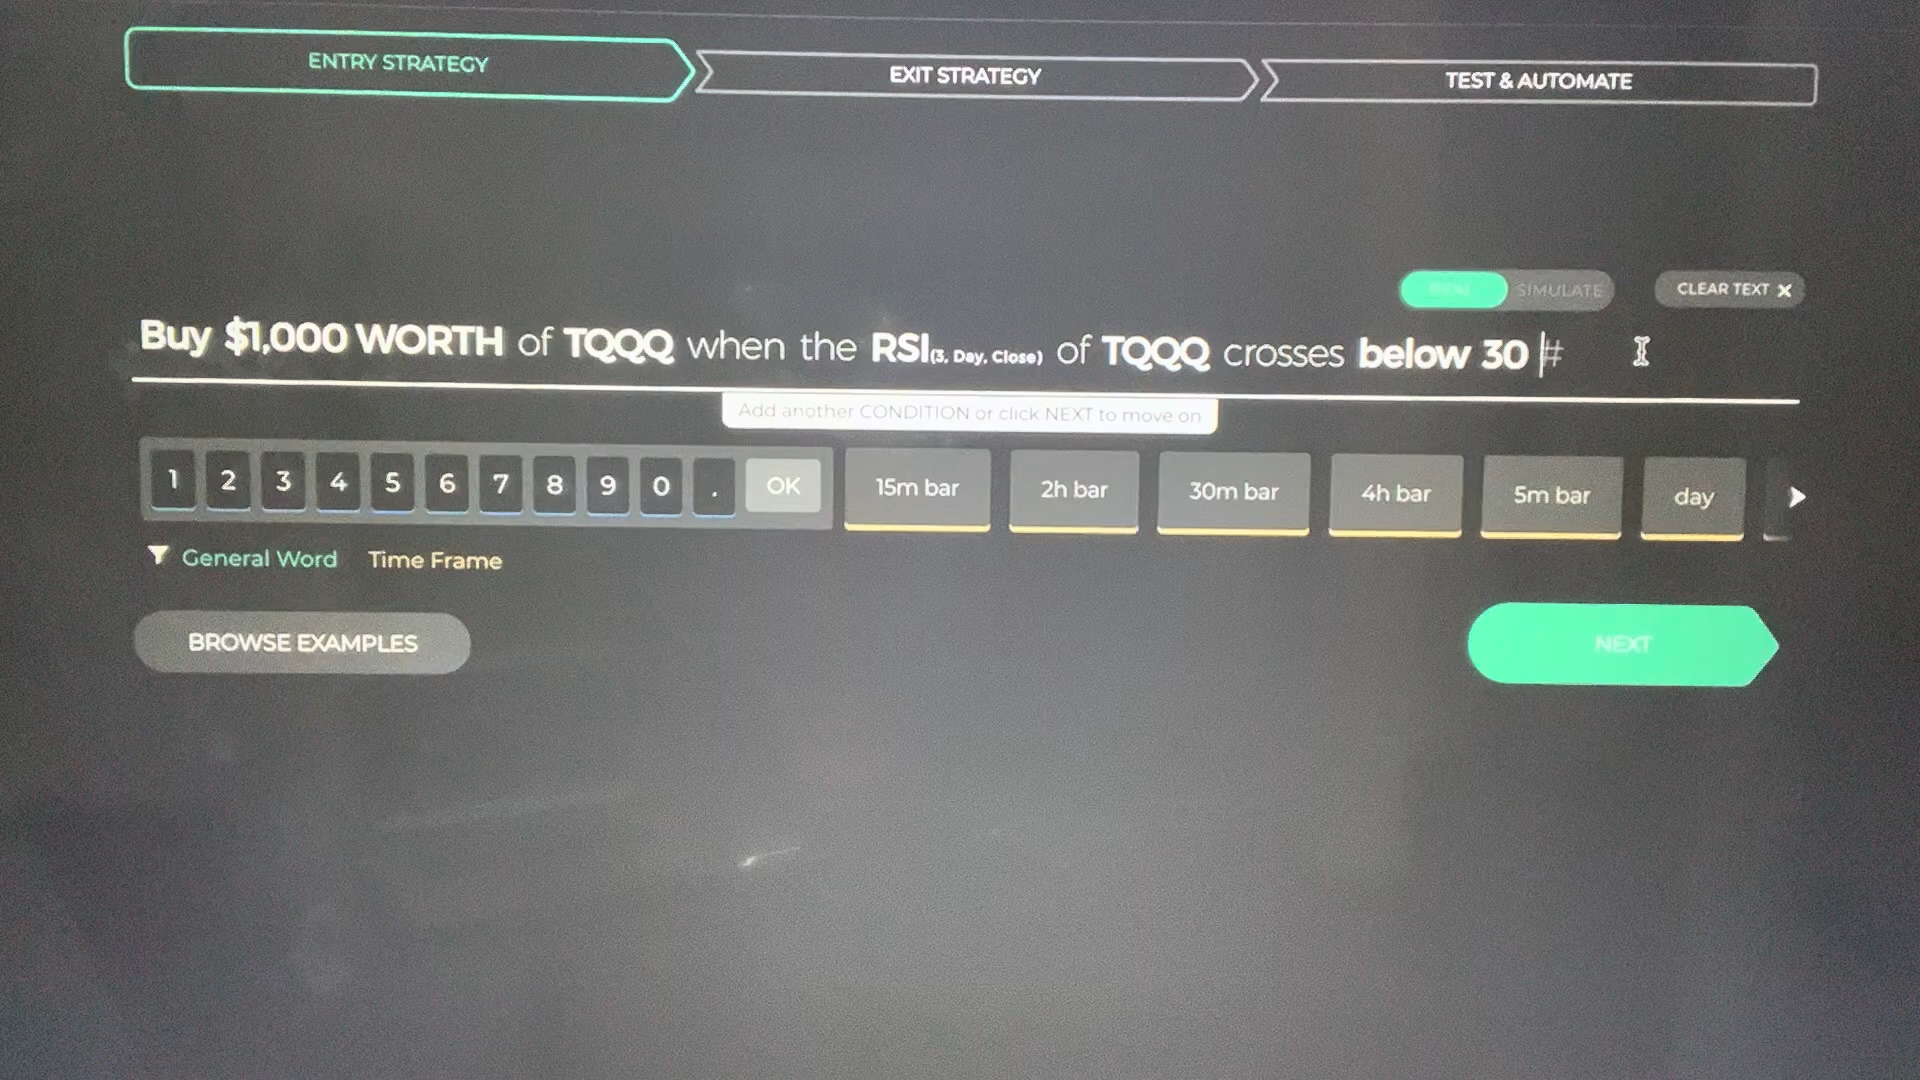 ENTRY STRATEGY
EXIT STRATEGY
TEST & AUTOMATE
SIMULATE
CLEAR TEXT X
Buy $1,000 WORTH of TQQQ when the RSI(3, Day, Close) of TQQQ crosses below 30 #
Add another CONDITION or click NEXT to move on
1 2 3 4 5 6 7 8 9 0 . OK 15m bar 2h bar 30m bar 4h bar 5m bar day
General Word Time Frame
BROWSE EXAMPLES
NEXT